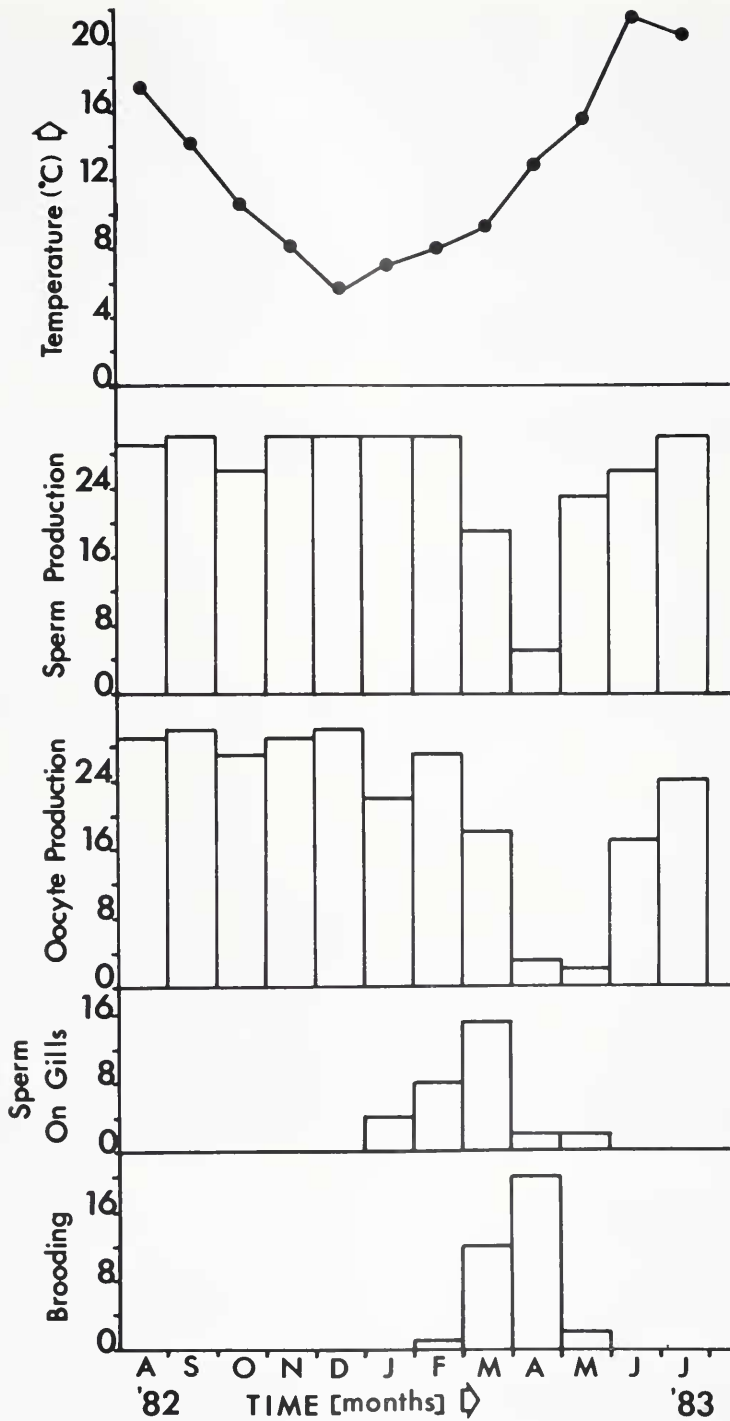 20
16
12
8
4
0
Temperature (°C)
24
16
8
0
Sperm Production
24
16
8
0
Oocyte Production
16
8
0
Sperm
On Gills
16
8
0
Brooding
A S O N D J F M A M J J
'82 TIME [months] '83